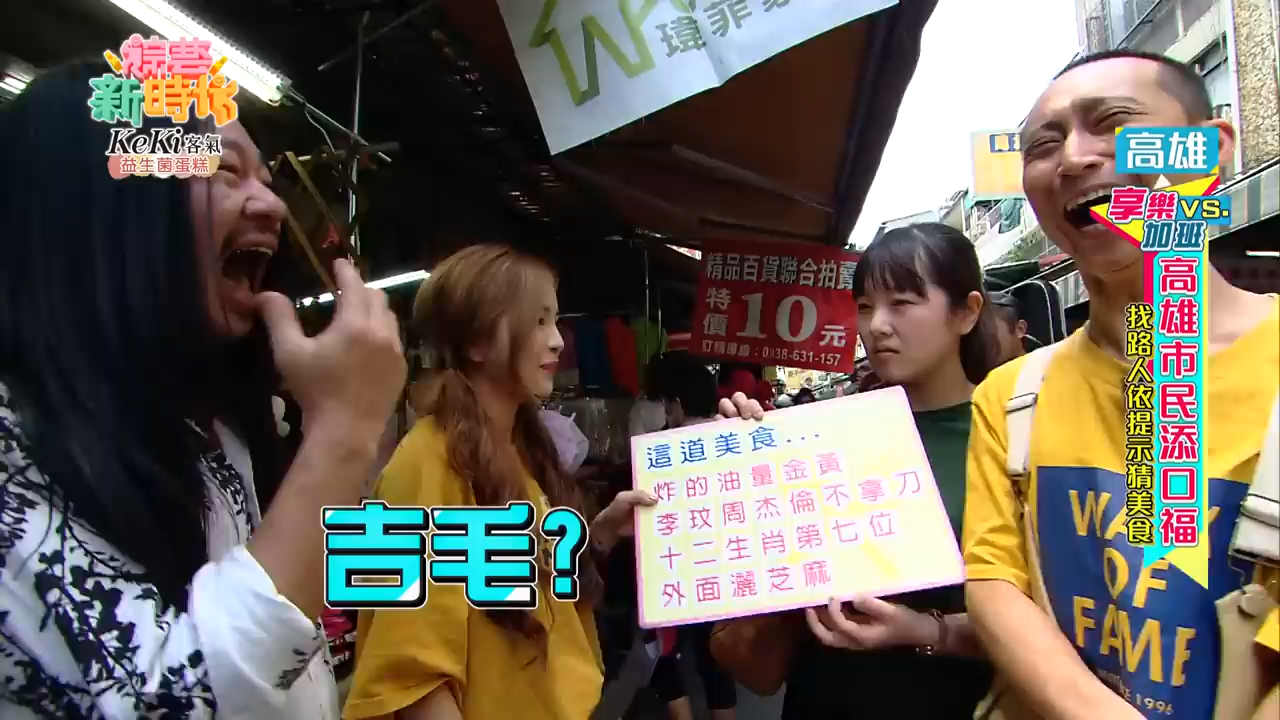 綜藝
新時代
KeKi客氣
益生菌蛋糕
瑋菲
高雄
享樂vs.
加班
高雄市民添口福
找路人依提示猜美食
精品百貨聯合拍賣
特價10元
訂購專線：0938-631-157
這道美食...
炸的油量金黃
李玟周杰倫不拿刀
十二生肖第七位
外面灑芝麻
吉毛?
WALK
OF
FAME
1996